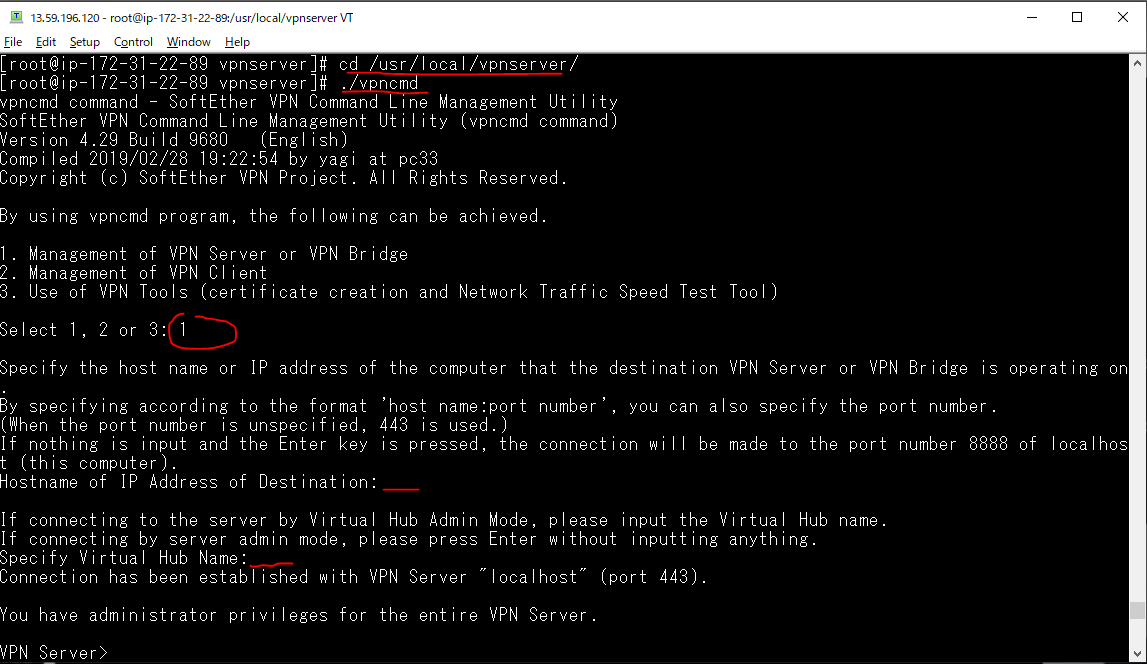 13.59.196.120 - root@ip-172-31-22-89:/usr/local/vpnserver VT
File Edit Setup Control Window Help
[root@ip-172-31-22-89 vpnserver]# cd /usr/local/vpnserver/
[root@ip-172-31-22-89 vpnserver]# ./vpncmd
vpncmd command - SoftEther VPN Command Line Management Utility
SoftEther VPN Command Line Management Utility (vpncmd command)
Version 4.29 Build 9680   (English)
Compiled 2019/02/28 19:22:54 by yagi at pc33
Copyright (c) SoftEther VPN Project. All Rights Reserved.
By using vpncmd program, the following can be achieved.
1. Management of VPN Server or VPN Bridge
2. Management of VPN Client
3. Use of VPN Tools (certificate creation and Network Traffic Speed Test Tool)
Select 1, 2 or 3: 1
Specify the host name or IP address of the computer that the destination VPN Server or VPN Bridge is operating on
.
By specifying according to the format 'host name:port number', you can also specify the port number.
(When the port number is unspecified, 443 is used.)
If nothing is input and the Enter key is pressed, the connection will be made to the port number 8888 of localhos
t (this computer).
Hostname of IP Address of Destination:
If connecting to the server by Virtual Hub Admin Mode, please input the Virtual Hub name.
If connecting by server admin mode, please press Enter without inputting anything.
Specify Virtual Hub Name:
Connection has been established with VPN Server "localhost" (port 443).
You have administrator privileges for the entire VPN Server.
VPN Server>